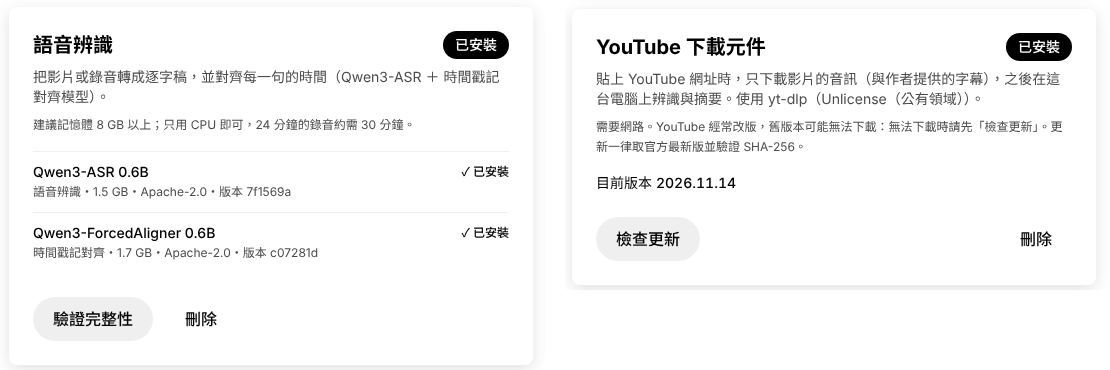 語音辨識
已安裝
把影片或錄音轉成逐字稿，並對齊每一句的時間（Qwen3-ASR ＋ 時間戳記
對齊模型）。
建議記憶體 8 GB 以上；只用 CPU 即可，24 分鐘的錄音約需 30 分鐘。
Qwen3-ASR 0.6B
✓ 已安裝
語音辨識・1.5 GB・Apache-2.0・版本 7f1569a
Qwen3-ForcedAligner 0.6B
✓ 已安裝
時間戳記對齊・1.7 GB・Apache-2.0・版本 c07281d
驗證完整性
刪除
YouTube 下載元件
已安裝
貼上 YouTube 網址時，只下載影片的音訊（與作者提供的字幕），之後在這
台電腦上辨識與摘要。使用 yt-dlp（Unlicense（公有領域））。
需要網路。YouTube 經常改版，舊版本可能無法下載：無法下載時請先「檢查更新」。更
新一律取官方最新版並驗證 SHA-256。
目前版本 2026.11.14
檢查更新
刪除